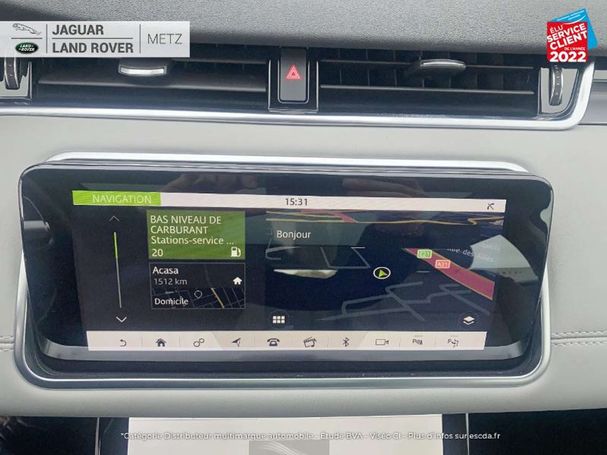 JAGUAR
LAND ROVER
METZ
ÉLU
SERVICE
CLIENT
DE L'ANNÉE
2022
NAVIGATION
15:31
BAS NIVEAU DE
CARBURANT
Stations-service ...
20
Bonjour
Acasa
1512 km
Domicile
A31
*Catégorie Distributeur multimarque automobile - Étude BVA - Viséo CI - Plus d'infos sur escda.fr